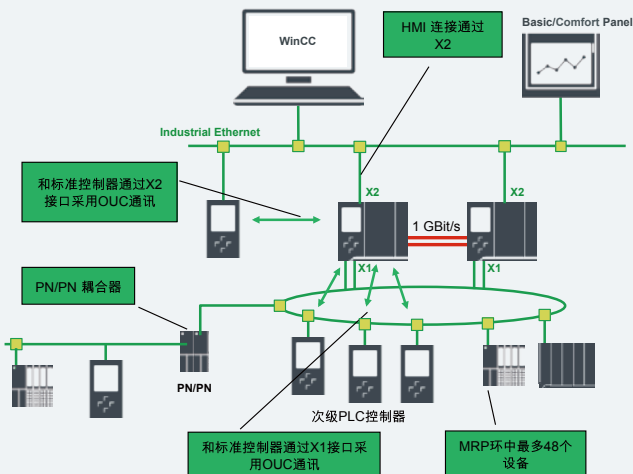 WinCC
HMI 连接通过
X2
Basic/Comfort Panel
Industrial Ethernet
和标准控制器通过X2
接口采用OUC通讯
X2
X2
1 GBit/s
X1
X1
PN/PN 耦合器
PN/PN
次级PLC控制器
和标准控制器通过X1接口采
用OUC通讯
MRP环中最多48个
设备